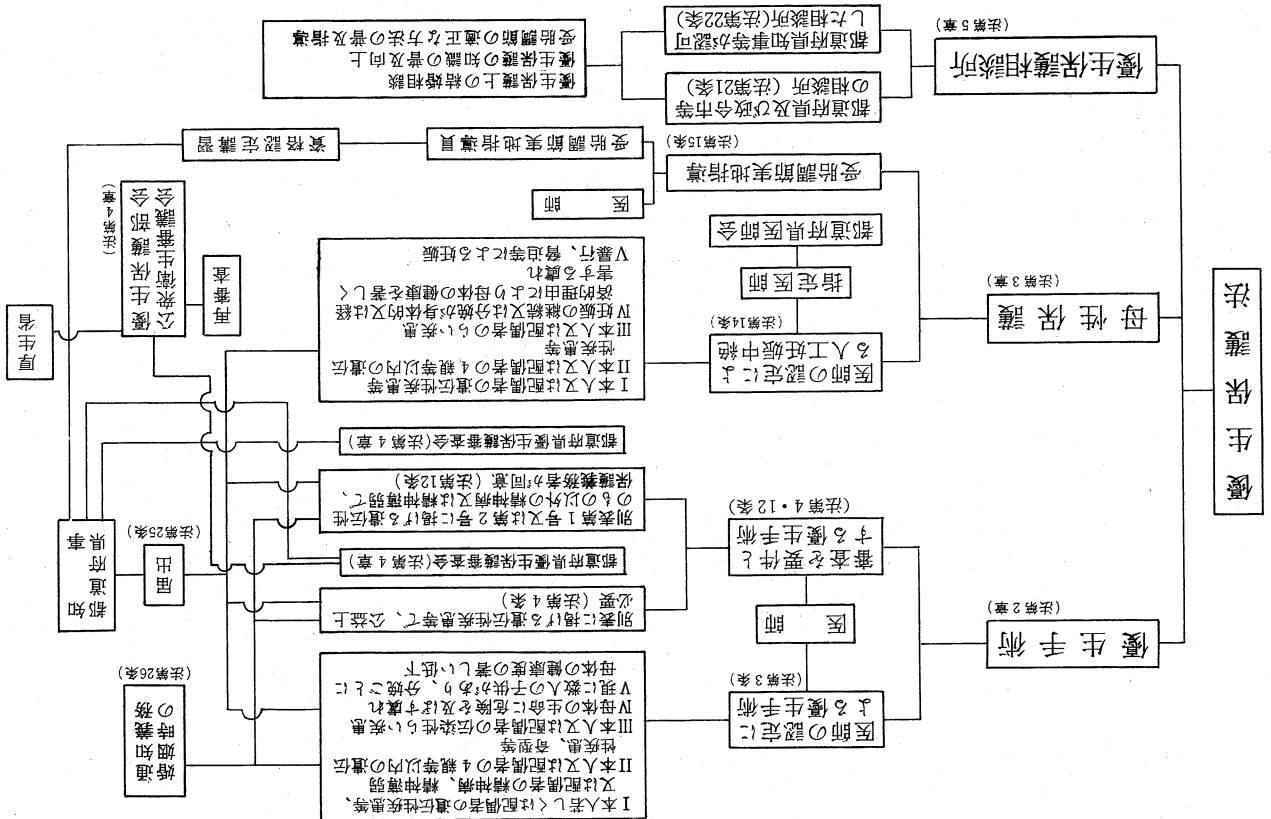 優生保護法
優生手術
（法第2章）
医師の認定に
よる優生手術
（法第3条）
医　　師
審査を要件と
する優生手術
（法第4・12条）
Ⅰ本人若しくは配偶者の遺伝性疾患等、
又は配偶者の精神病、精神薄弱
Ⅱ本人又は配偶者の4親等以内の遺伝
性疾患、奇型等
Ⅲ本人又は配偶者の伝染性らい疾患
Ⅳ母体の生命に危険を及ぼす虞れ
Ⅴ現に数人の子供があり、分娩ごとに
母体の健康度の著しい低下
別表に掲げる遺伝性疾患等で、公益上
必要（法第4条）
都道府県優生保護審査会（法第4章）
別表第1号又は第2号に掲げる遺伝性
のもの以外の精神病又は精神薄弱で、
保護義務者が同意（法第12条）
都道府県優生保護審査会（法第4章）
婚姻時
の通知義務
（法第26条）
届出
（法第25条）
都道府県知事
母性保護
（法第3章）
医師の認定によ
る人工妊娠中絶
（法第14条）
指定医師
都道府県医師会
Ⅰ本人又は配偶者の遺伝性疾患等
Ⅱ本人又は配偶者の4親等以内の遺伝
性疾患等
Ⅲ本人又は配偶者のらい疾患
Ⅳ妊娠の継続又は分娩が身体的又は経
済的理由により母体の健康を著しく
害する虞れ
Ⅴ暴行、脅迫等による妊娠
再審査
公衆衛生審議会
優生保護部会
（法第4章）
厚生省
受胎調節実地指導
（法第15条）
医　　師
受胎調節実地指導員
資格認定講習
優生保護相談所
（法第5章）
都道府県及び政令市等
の相談所（法第21条）
都道府県知事等が認可
した相談所（法第22条）
優生保護上の結婚相談
優生保護の知識の普及向上
受胎調節の適正な方法の普及指導